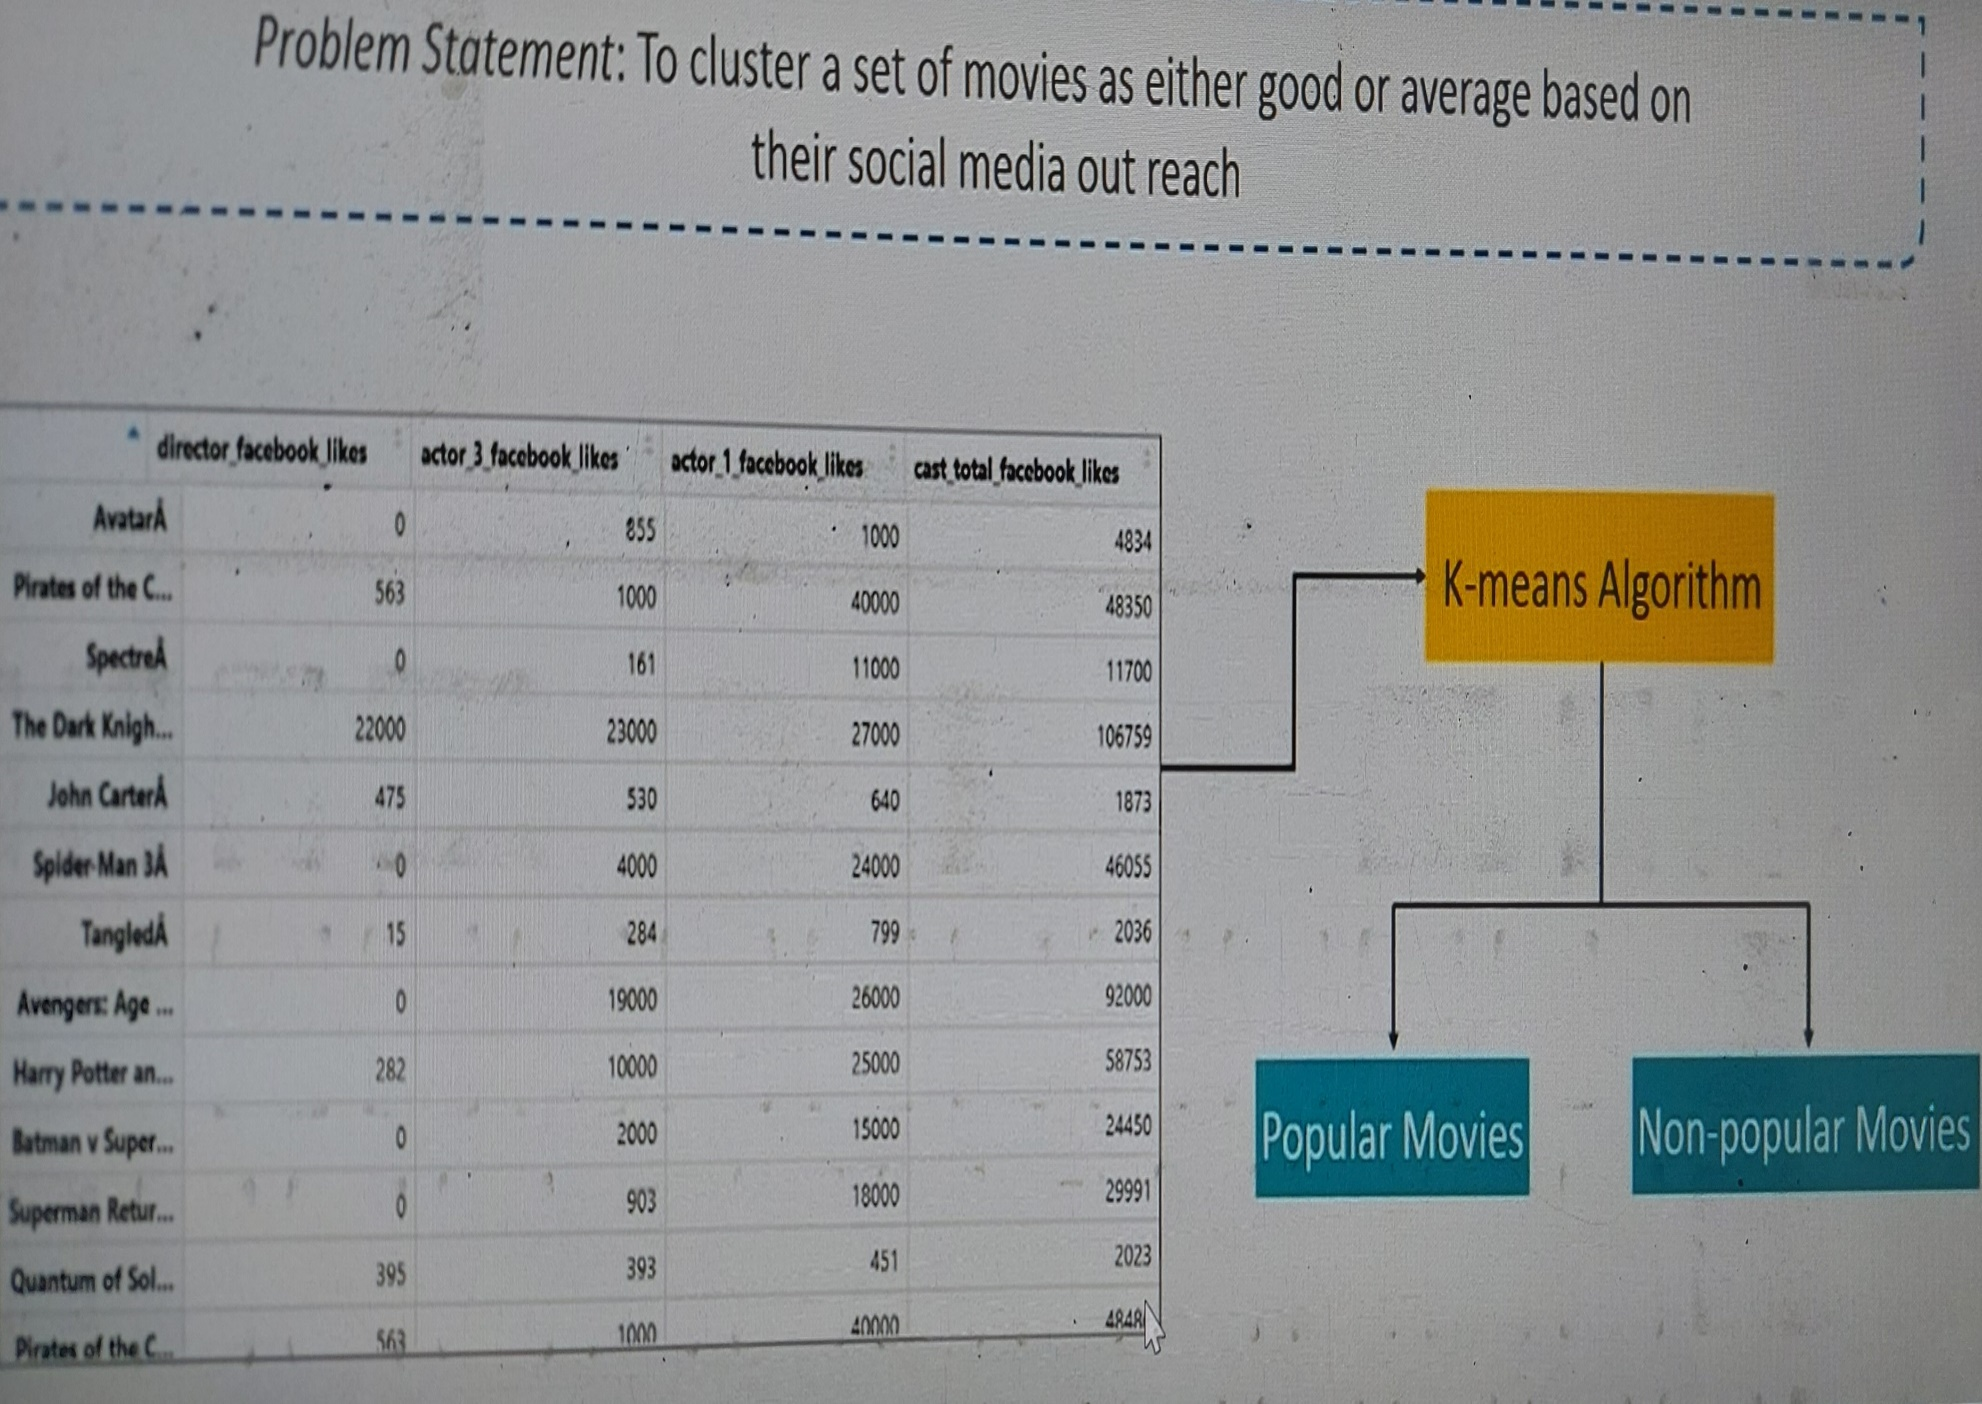 Problem Statement: To cluster a set of movies as either good or average based on
their social media out reach
director_facebook_likes actor_3_facebook_likes actor_1_facebook_likes cast_total_facebook_likes
AvatarÂ 0 855 1000 4834
Pirates of the C... 563 1000 40000 48350
SpectreÂ 0 161 11000 11700
The Dark Knigh... 22000 23000 27000 106759
John CarterÂ 475 530 640 1873
Spider-Man 3Â 0 4000 24000 46055
TangledÂ 15 284 799 2036
Avengers: Age ... 0 19000 26000 92000
Harry Potter an... 282 10000 25000 58753
Batman v Super... 0 2000 15000 24450
Superman Retur... 0 903 18000 29991
Quantum of Sol... 395 393 451 2023
Pirates of the C... 563 1000 40000
K-means Algorithm
Popular Movies Non-popular Movies